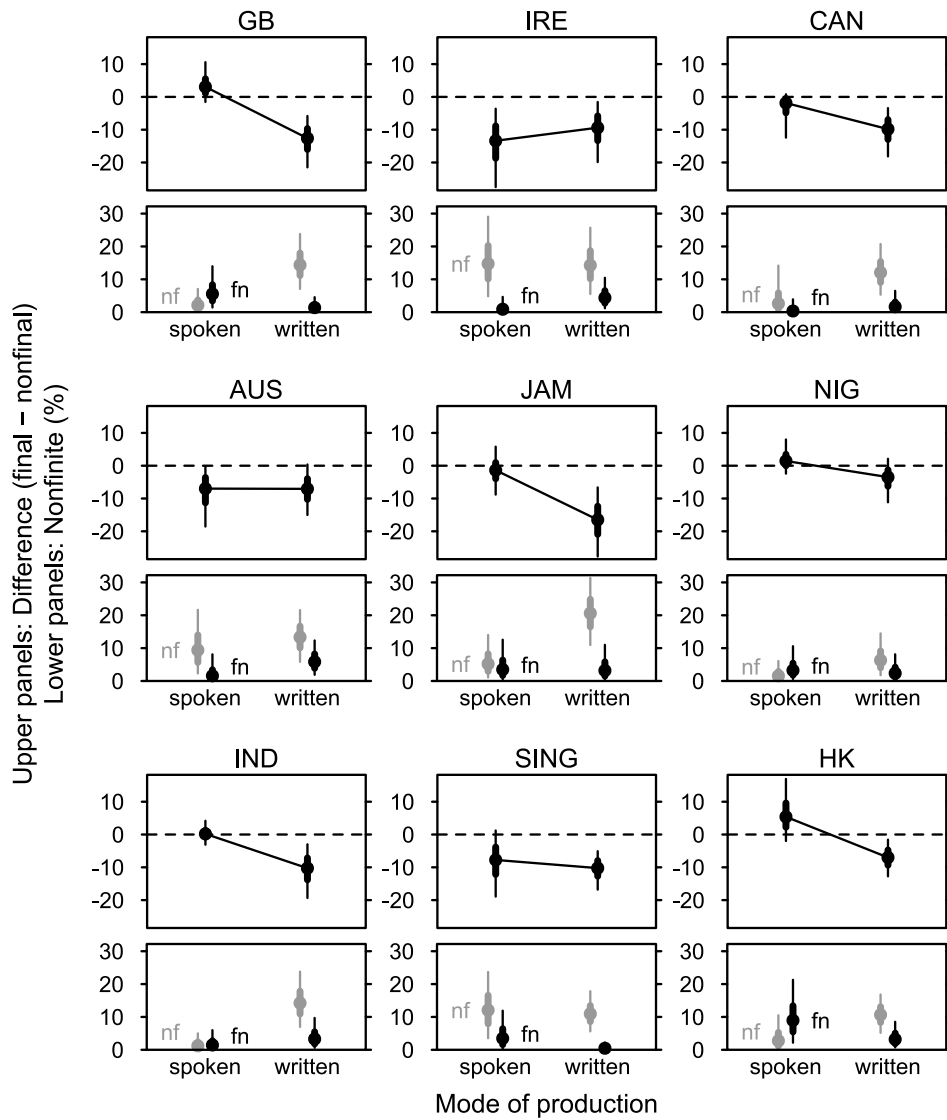 Upper panels: Difference (final − nonfinal)
Lower panels: Nonfinite (%)
GB IRE CAN
10 10 10
0 0 0
-10 -10 -10
-20 -20 -20
30 30 30
20 20 20
10 nf fn 10 nf fn 10 nf fn
0 0 0
spoken written spoken written spoken written
AUS JAM NIG
10 10 10
0 0 0
-10 -10 -10
-20 -20 -20
30 30 30
20 20 20
10 nf fn 10 nf fn 10 nf fn
0 0 0
spoken written spoken written spoken written
IND SING HK
10 10 10
0 0 0
-10 -10 -10
-20 -20 -20
30 30 30
20 20 20
10 nf fn 10 nf fn 10 nf fn
0 0 0
spoken written spoken written spoken written
Mode of production